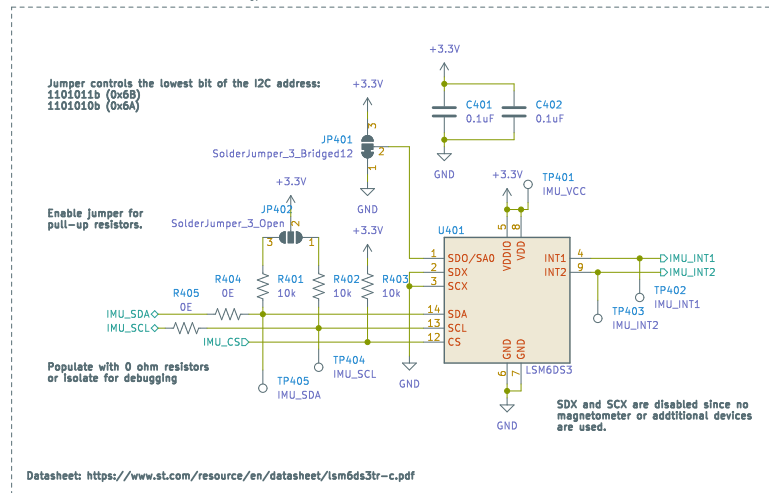 Jumper controls the lowest bit of the I2C address:
1101011b (0x6B)
1101010b (0x6A)
+3.3V
3
JP401
2
SolderJumper_3_Bridged12
1
GND
+3.3V
C401
0.1uF
C402
0.1uF
GND
Enable jumper for
pull-up resistors.
+3.3V
JP402
2
SolderJumper_3_Open
3
1
+3.3V
R404
0E
R401
10k
R402
10k
R403
10k
R405
0E
IMU_SDA
IMU_SCL
IMU_CS
Populate with 0 ohm resistors
or isolate for debugging
TP405
IMU_SDA
TP404
IMU_SCL
GND
+3.3V
TP401
IMU_VCC
U401
5
8
VDDIO
VDD
1
SDO/SA0
2
SDX
3
SCX
14
SDA
13
SCL
12
CS
INT1
4
INT2
9
IMU_INT1
IMU_INT2
TP402
IMU_INT1
TP403
IMU_INT2
GND
GND
6
7
LSM6DS3
GND
SDX and SCX are disabled since no
magnetometer or addtitional devices
are used.
Datasheet: https://www.st.com/resource/en/datasheet/lsm6ds3tr-c.pdf